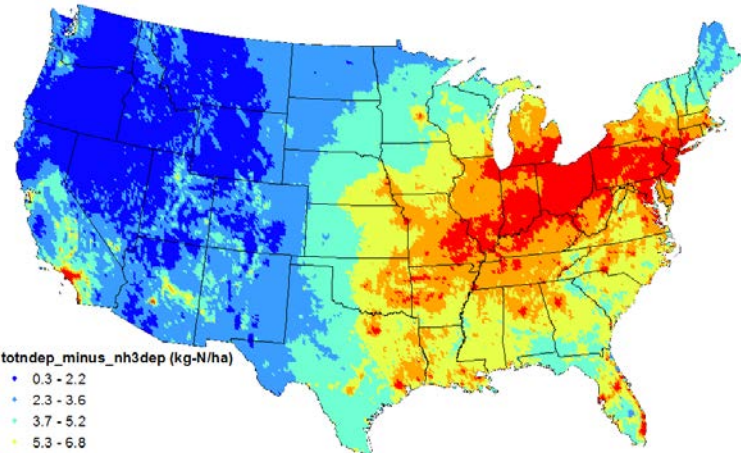 totndep_minus_nh3dep (kg-N/ha)
0.3 - 2.2
2.3 - 3.6
3.7 - 5.2
5.3 - 6.8